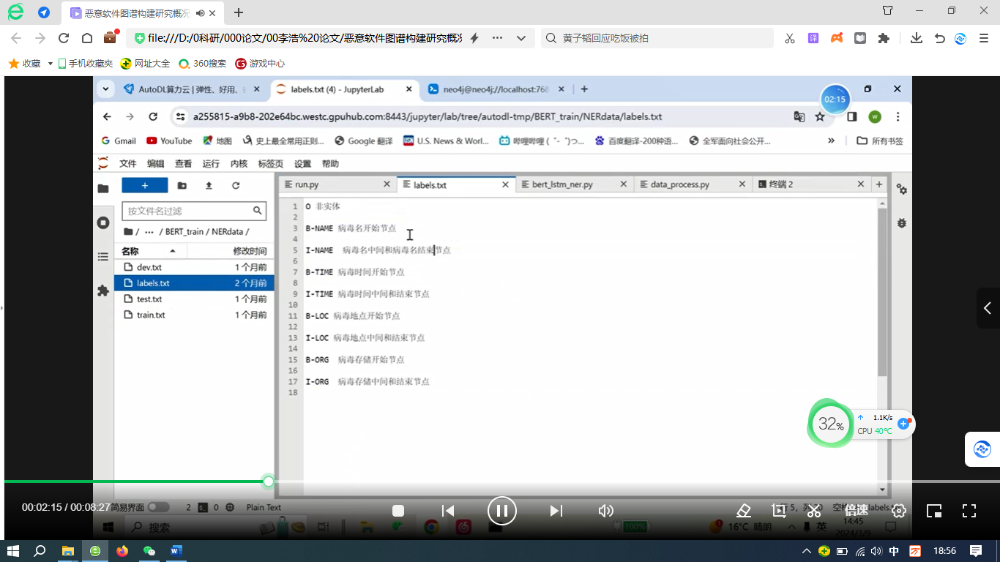 恶意软件图谱构建研究概况
file:///D:/0科研/000论文/00李浩%20论文/恶意软件图谱构建研究概况
黄子韬回应吃饭被拍
译
收藏 手机收藏夹 网址大全 360搜索 游戏中心
AutoDL算力云 | 弹性、好用、
labels.txt (4) - JupyterLab
neo4j@neo4j://localhost:768
02:15
a255815-a9b8-202e64bc.westc.gpuhub.com:8443/jupyter/lab/tree/autodl-tmp/BERT_train/NERdata/labels.txt
W
Gmail YouTube 地图 史上最全常用正则... Google 翻译 U.S. News & Worl... 哔哩哔哩 ( ゜- ゜)つ... 百度翻译-200种语... 全军面向社会公开... » 所有书签
文件 编辑 查看 运行 内核 标签页 设置 帮助
run.py labels.txt bert_lstm_ner.py data_process.py 终端 2
按文件名过滤
/ ··· / BERT_train / NERdata /
名称 修改时间
dev.txt 1 个月前
labels.txt 2 个月前
test.txt 1 个月前
train.txt 1 个月前
1 O 非实体
2
3 B-NAME 病毒名开始节点
4
5 I-NAME 病毒名中间和病毒名结束节点
6
7 B-TIME 病毒时间开始节点
8
9 I-TIME 病毒时间中间和结束节点
10
11 B-LOC 病毒地点开始节点
12
13 I-LOC 病毒地点中间和结束节点
14
15 B-ORG 病毒存储开始节点
16
17 I-ORG 病毒存储中间和结束节点
18
32%
1.1K/s
CPU 40°C
00:02:15 / 00:08:27
简易界面 2 0 Plain Text
倍速
搜索
100%
16°C 晴朗
英
14:45
2024/3/9
中
18:56